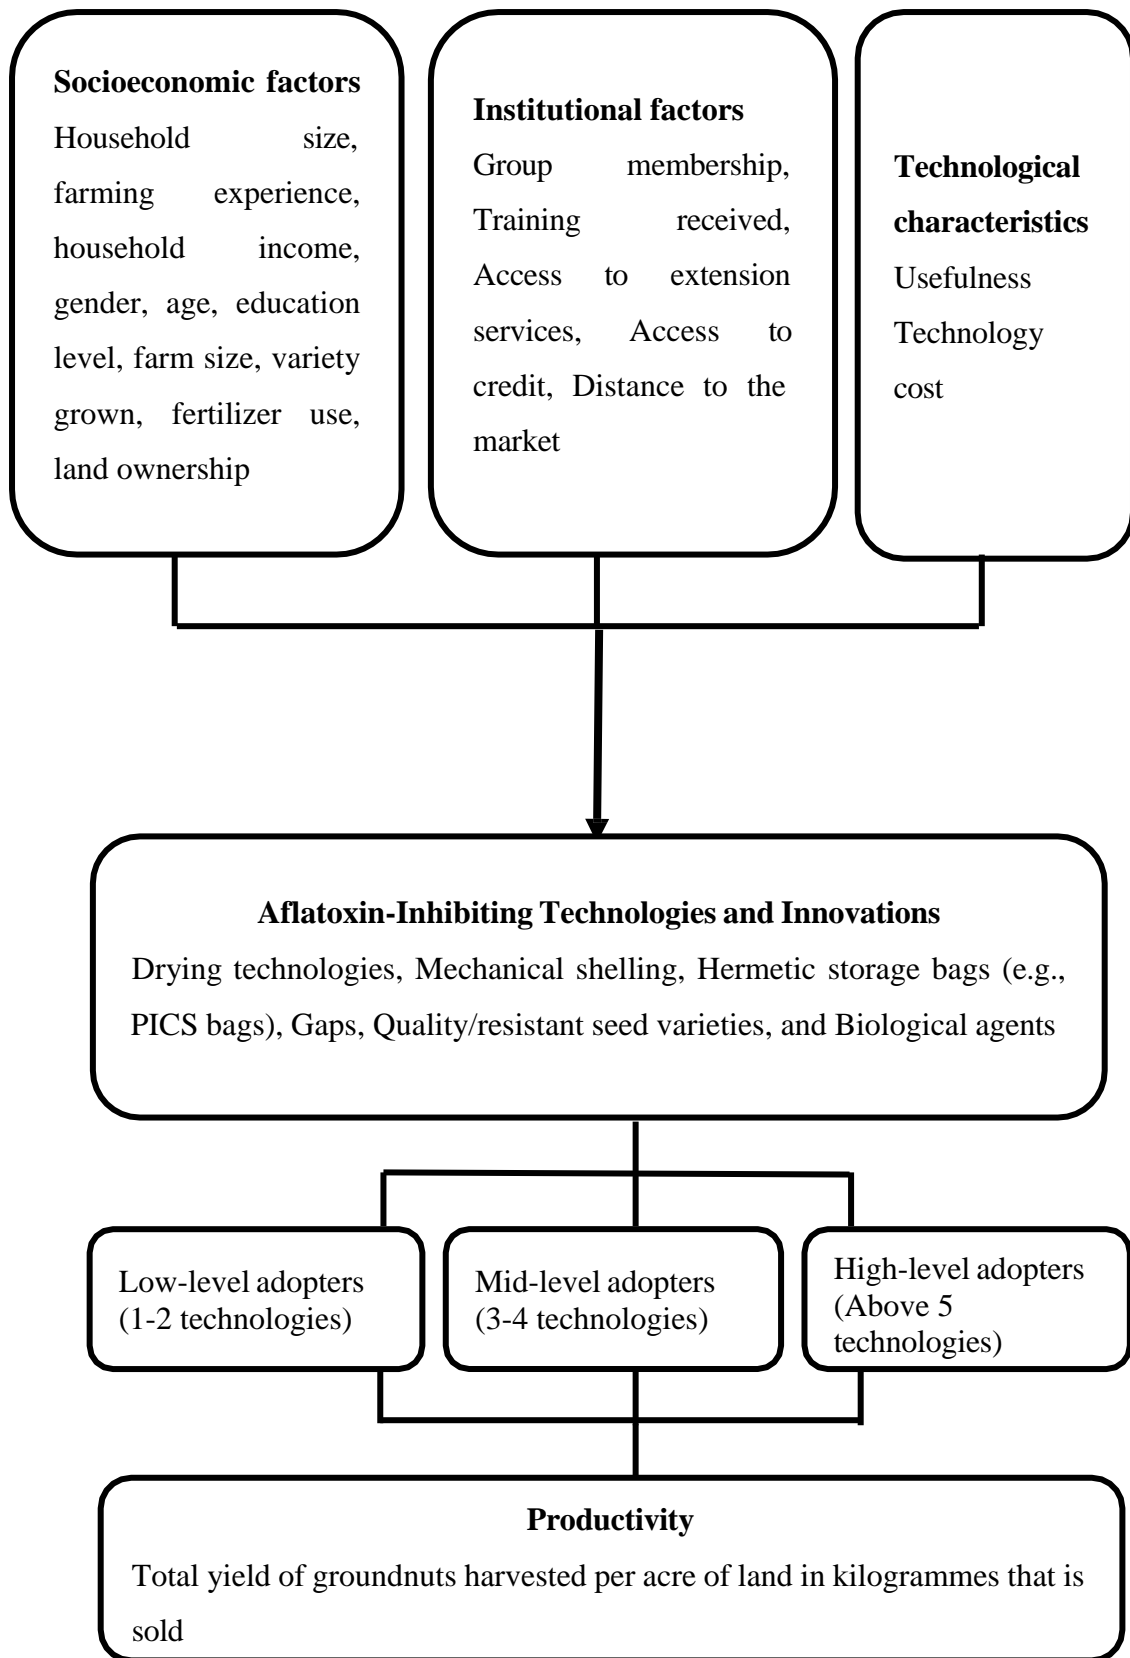 Socioeconomic factors
Household size,
farming experience,
household income,
gender, age, education
level, farm size, variety
grown, fertilizer use,
land ownership
Institutional factors
Group membership,
Training received,
Access to extension
services, Access to
credit, Distance to the
market
Technological
characteristics
Usefulness
Technology
cost
Aflatoxin-Inhibiting Technologies and Innovations
Drying technologies, Mechanical shelling, Hermetic storage bags (e.g.,
PICS bags), Gaps, Quality/resistant seed varieties, and Biological agents
Low-level adopters
(1-2 technologies)
Mid-level adopters
(3-4 technologies)
High-level adopters
(Above 5
technologies)
Productivity
Total yield of groundnuts harvested per acre of land in kilogrammes that is
sold